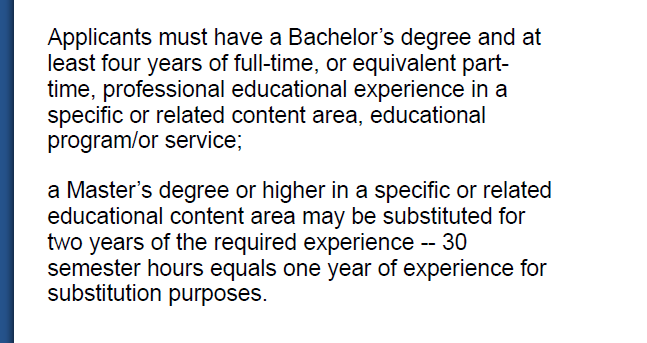 Applicants must have a Bachelor’s degree and at
least four years of full-time, or equivalent part-
time, professional educational experience in a
specific or related content area, educational
program/or service;
a Master’s degree or higher in a specific or related
educational content area may be substituted for
two years of the required experience -- 30
semester hours equals one year of experience for
substitution purposes.